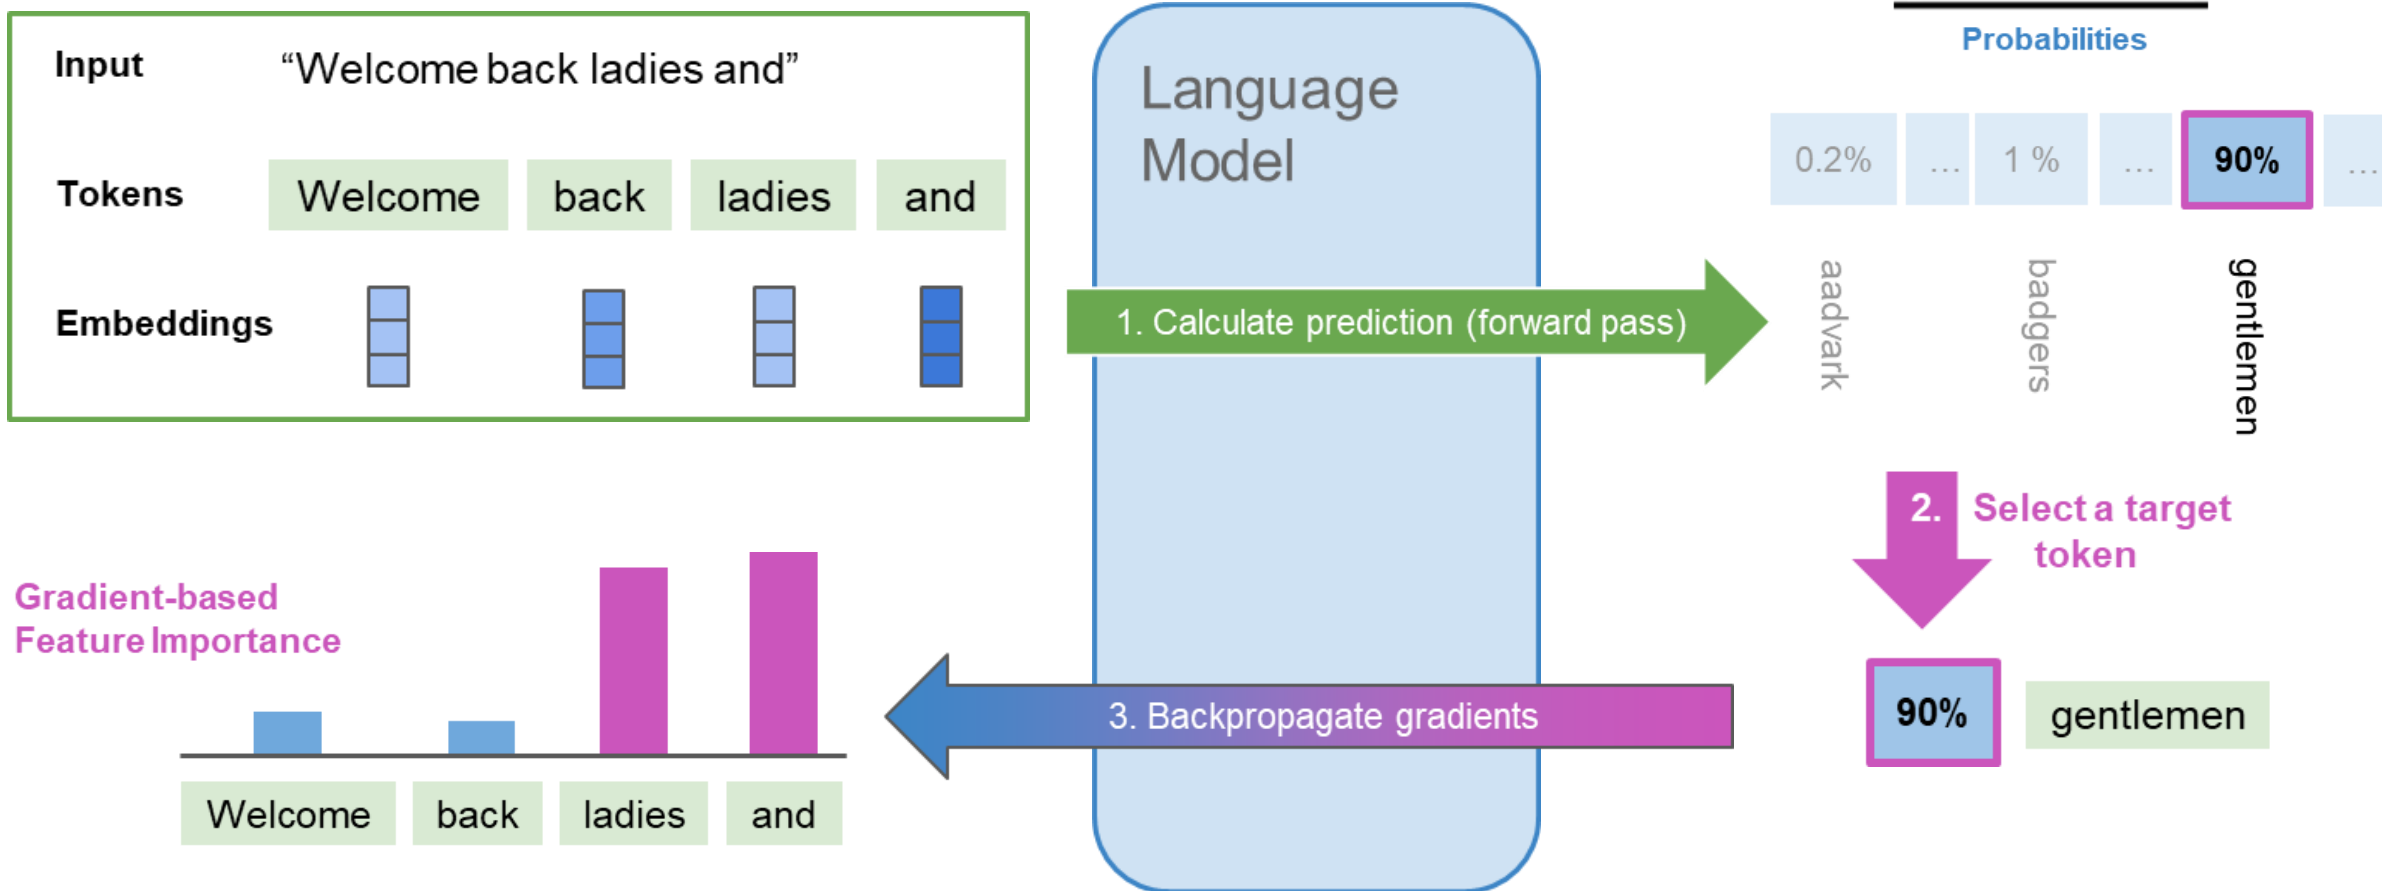 Input “Welcome back ladies and”
Tokens Welcome back ladies and
Embeddings
Language
Model
1. Calculate prediction (forward pass)
Probabilities
0.2% ... 1 % ... 90% ...
aadvark badgers gentlemen
2. Select a target
token
90% gentlemen
3. Backpropagate gradients
Gradient-based
Feature Importance
Welcome back ladies and